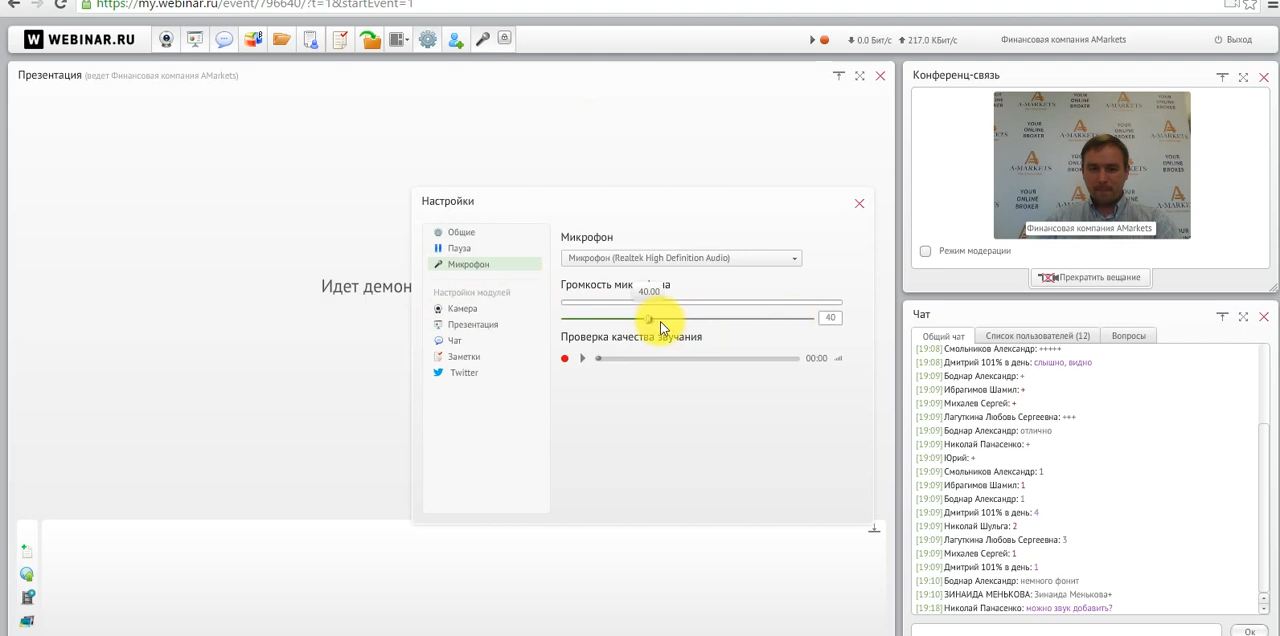 https://my.webinar.ru/event/796640/?t=1&startEvent=1
W WEBINAR.RU
0.0 Бит/с
217.0 КБит/с
Финансовая компания AMarkets
Выход
Презентация (ведет Финансовая компания AMarkets)
Идет демон
Настройки
Общие
Пауза
Микрофон
Настройки модулей
Камера
Презентация
Чат
Заметки
Twitter
Микрофон
Микрофон (Realtek High Definition Audio)
Громкость мик
на
40.00
40
Проверка качества звучания
00:00
Конференц-связь
A-MARKETS
YOUR ONLINE BROKER
Финансовая компания AMarkets
Режим модерации
Прекратить вещание
Чат
Общий чат
Список пользователей (12)
Вопросы
[19:08] Смольников Александр: +++++
[19:08] Дмитрий 101% в день: слышно, видно
[19:09] Боднар Александр: +
[19:09] Ибрагимов Шамил: +
[19:09] Михалев Сергей: +
[19:09] Лагуткина Любовь Сергеевна: +++
[19:09] Боднар Александр: отлично
[19:09] Николай Панасенко: +
[19:09] Юрий: +
[19:09] Смольников Александр: 1
[19:09] Ибрагимов Шамил: 1
[19:09] Боднар Александр: 1
[19:09] Дмитрий 101% в день: 4
[19:09] Николай Шульга: 2
[19:09] Лагуткина Любовь Сергеевна: 3
[19:09] Михалев Сергей: 1
[19:09] Дмитрий 101% в день: 1
[19:10] Боднар Александр: немного фонит
[19:10] ЗИНАИДА МЕНЬКОВА: Зинаида Менькова+
[19:18] Николай Панасенко: можно звук добавить?
Ок